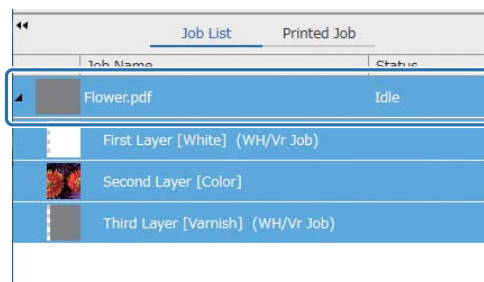 Job List Printed Job
Job Name Status
Flower.pdf Idle
First Layer [White] (WH/Vr Job)
Second Layer [Color]
Third Layer [Varnish] (WH/Vr Job)